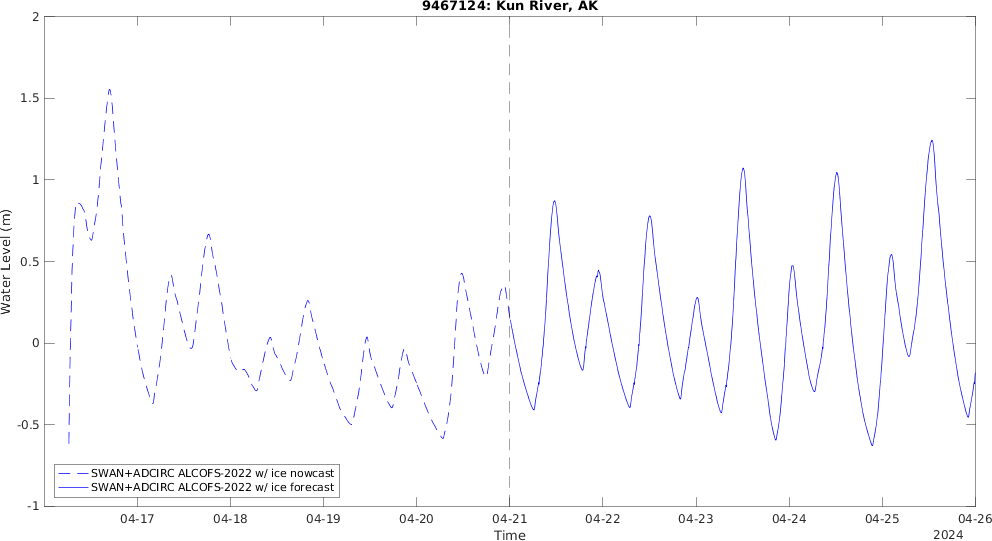 9467124: Kun River, AK
2
1.5
1
0.5
0
-0.5
-1
Water Level (m)
SWAN+ADCIRC ALCOFS-2022 w/ ice nowcast
SWAN+ADCIRC ALCOFS-2022 w/ ice forecast
04-17 04-18 04-19 04-20 04-21 04-22 04-23 04-24 04-25 04-26
Time
2024